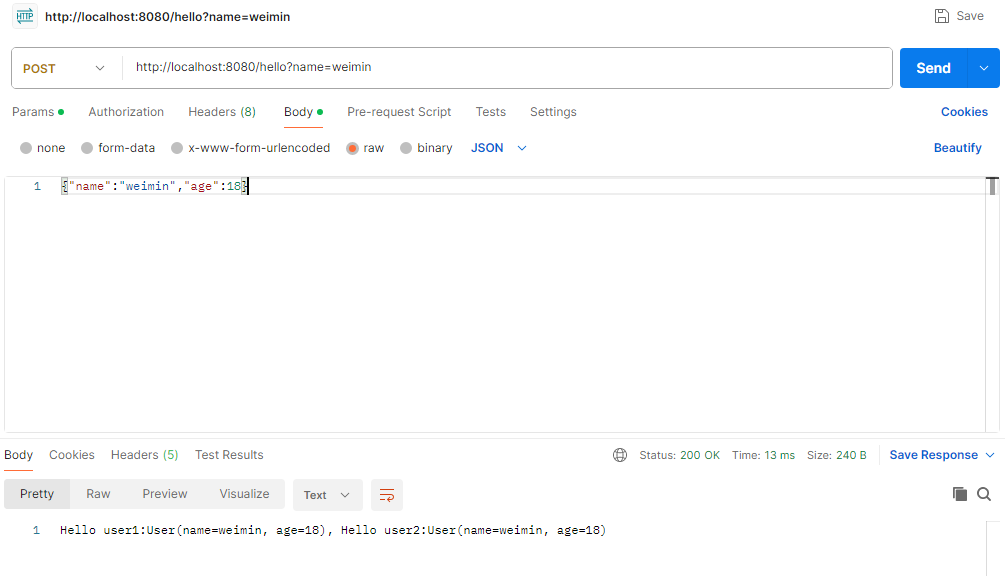 HTTP http://localhost:8080/hello?name=weimin Save
POST http://localhost:8080/hello?name=weimin Send
Params Authorization Headers (8) Body Pre-request Script Tests Settings Cookies
none form-data x-www-form-urlencoded raw binary JSON Beautify
1 {"name":"weimin","age":18}
Body Cookies Headers (5) Test Results Status: 200 OK Time: 13 ms Size: 240 B Save Response
Pretty Raw Preview Visualize Text
1 Hello user1:User(name=weimin, age=18), Hello user2:User(name=weimin, age=18)